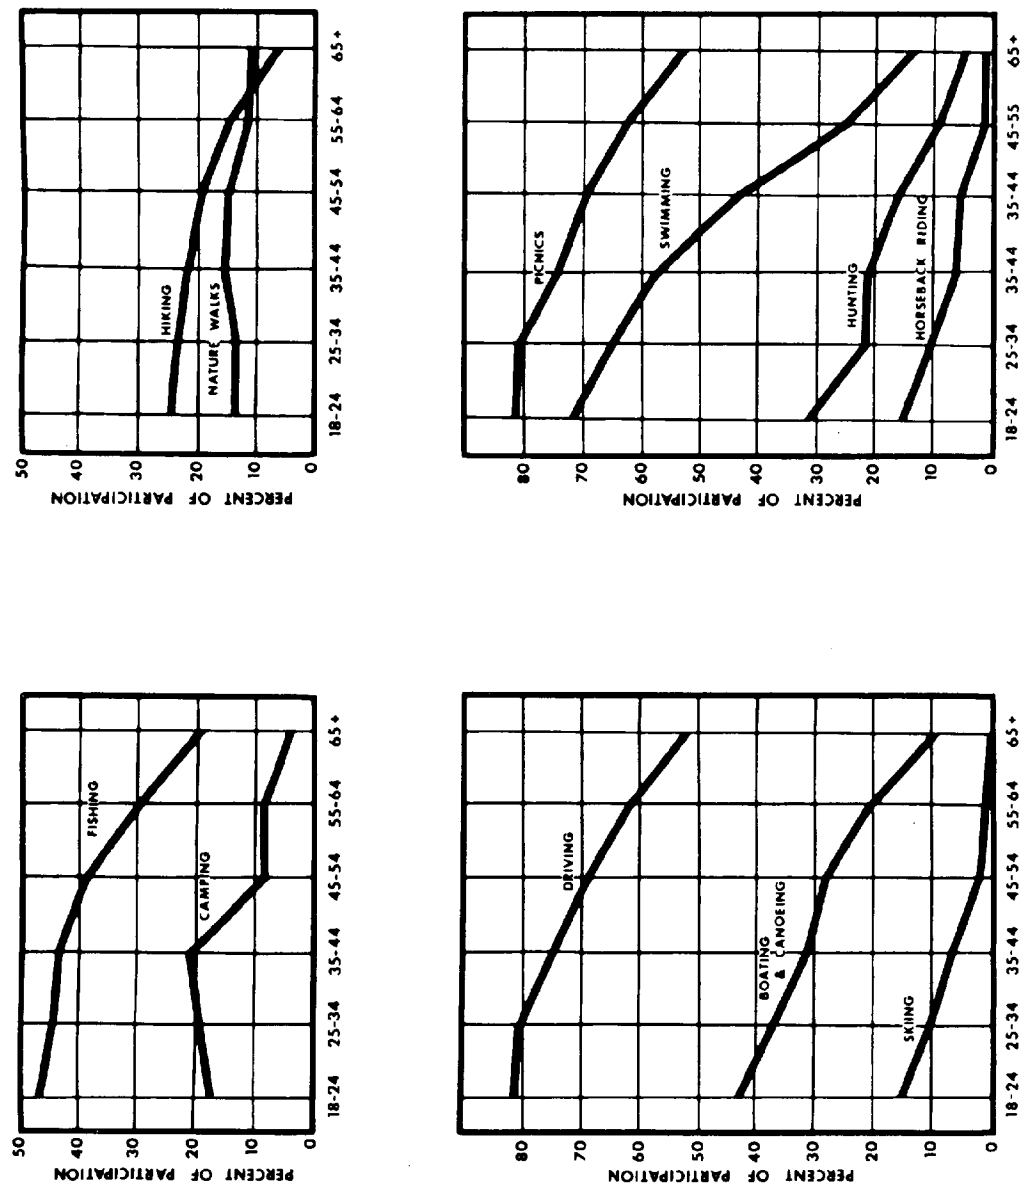 PERCENT OF PARTICIPATION
50
40
30
20
10
0
FISHING
CAMPING
18-24 25-34 35-44 45-54 55-64 65+
PERCENT OF PARTICIPATION
50
40
30
20
10
0
HIKING
NATURE WALKS
18-24 25-34 35-44 45-54 55-64 65+
PERCENT OF PARTICIPATION
80
70
60
50
40
30
20
10
0
DRIVING
BOATING
& CANOEING
SKIING
18-24 25-34 35-44 45-54 55-64 65+
PERCENT OF PARTICIPATION
80
70
60
50
40
30
20
10
0
PICNICS
SWIMMING
HUNTING
HORSEBACK RIDING
18-24 25-34 35-44 35-44 45-55 65+